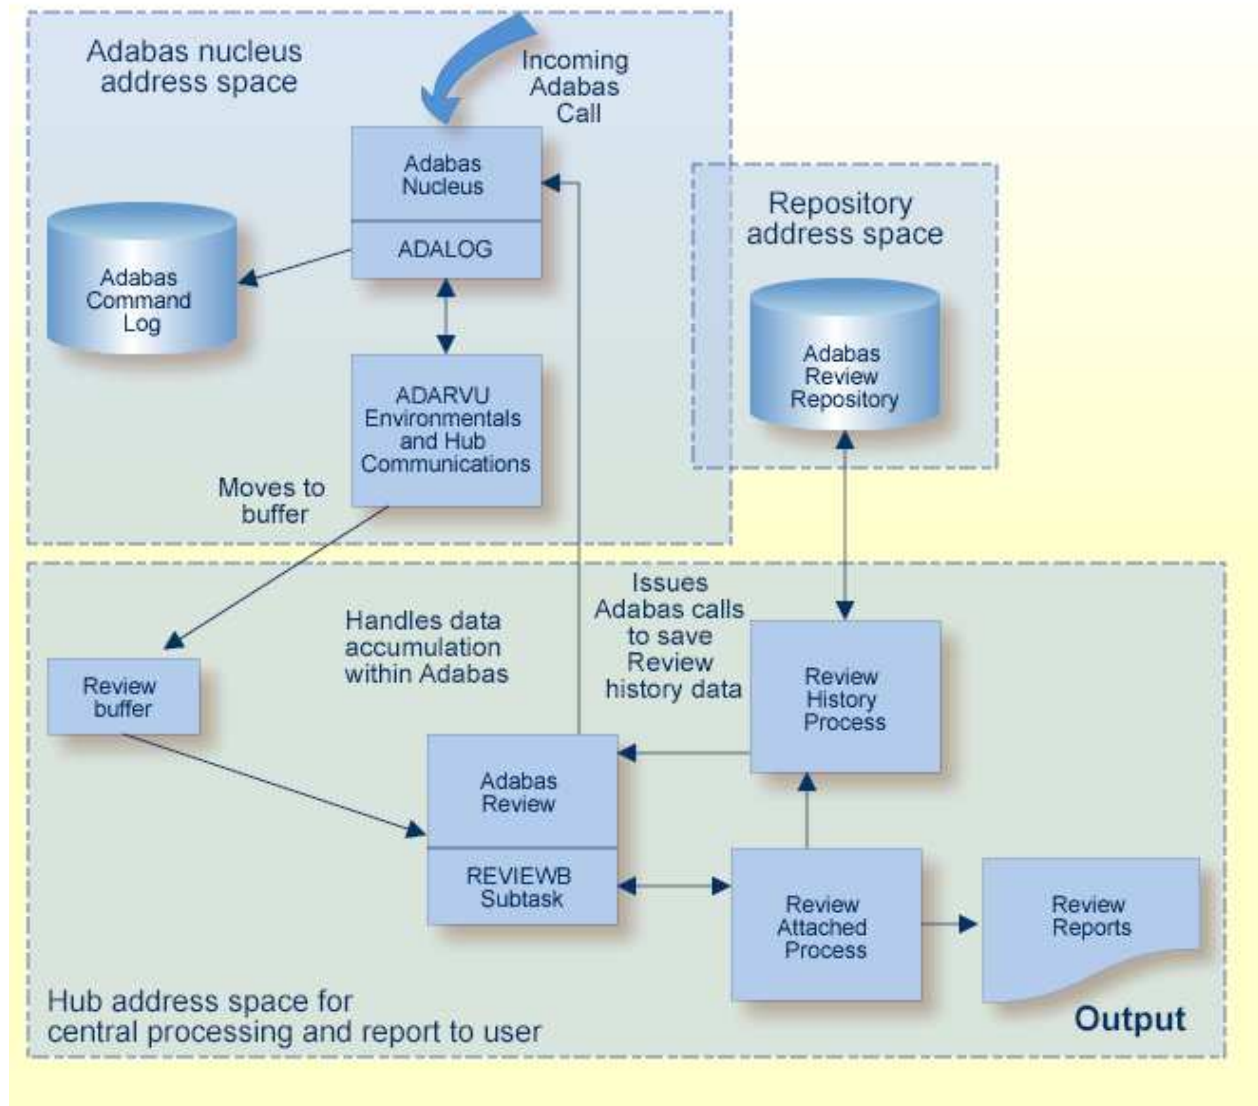 Adabas nucleus
address space
Incoming
Adabas
Call
Adabas
Nucleus
ADALOG
Adabas
Command
Log
Repository
address space
Adabas
Review
Repository
ADARVU
Environmentals
and Hub
Communications
Moves to
buffer
Handles data
accumulation
within Adabas
Issues
Adabas calls
to save
Review
history data
Review
History
Process
Review
buffer
Adabas
Review
REVIEWB
Subtask
Review
Attached
Process
Review
Reports
Hub address space for
central processing and report to user
Output